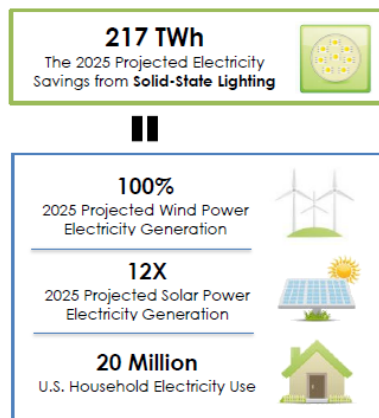 217 TWh
The 2025 Projected Electricity
Savings from Solid-State Lighting
100%
2025 Projected Wind Power
Electricity Generation
12X
2025 Projected Solar Power
Electricity Generation
20 Million
U.S. Household Electricity Use